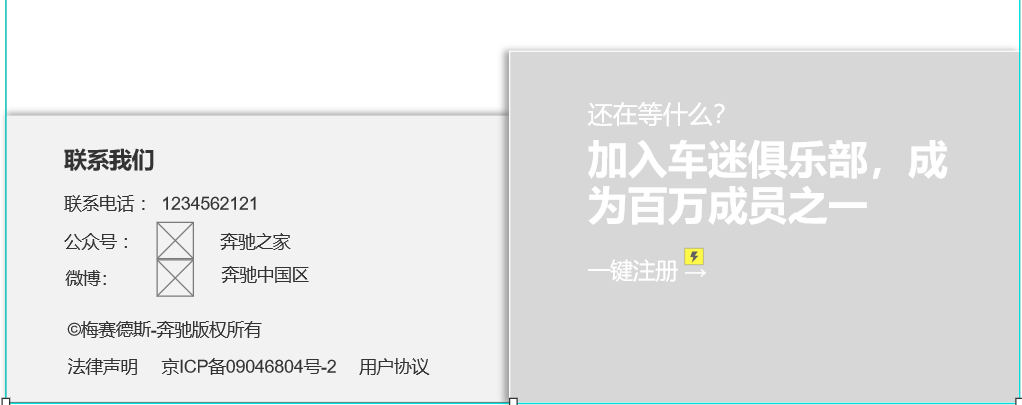 联系我们
联系电话： 1234562121
公众号： 奔驰之家
微博： 奔驰中国区
©梅赛德斯-奔驰版权所有
法律声明 京ICP备09046804号-2 用户协议
还在等什么？
加入车迷俱乐部，成
为百万成员之一
一键注册 →